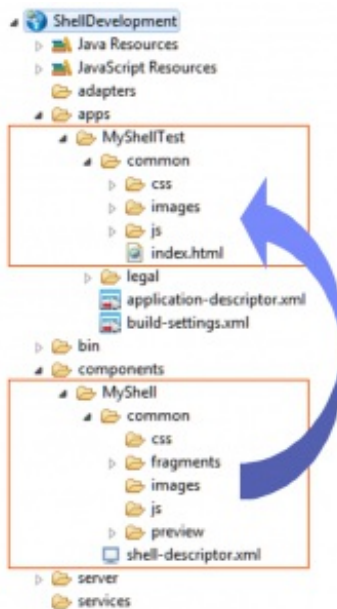 ShellDevelopment
Java Resources
JavaScript Resources
adapters
apps
MyShellTest
common
css
images
js
index.html
legal
application-descriptor.xml
build-settings.xml
bin
components
MyShell
common
css
fragments
images
js
preview
shell-descriptor.xml
server
services